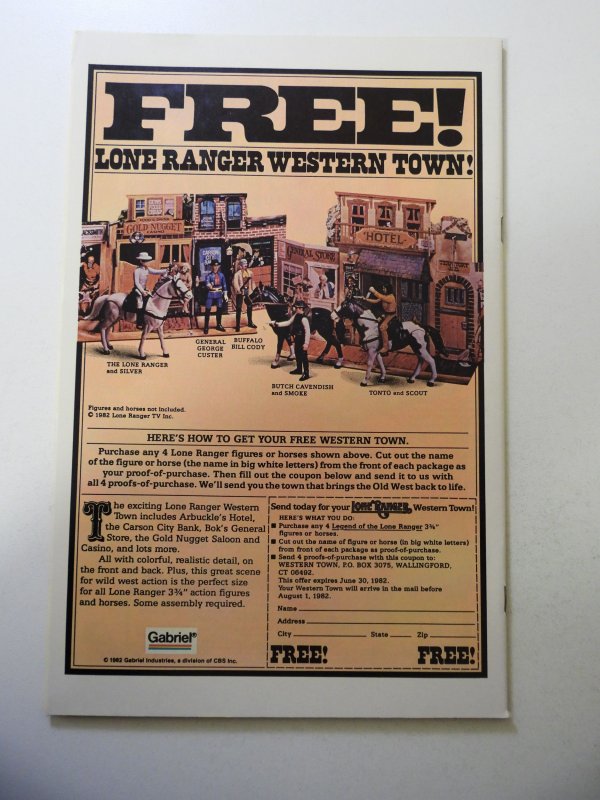 FREE!
LONE RANGER WESTERN TOWN!
GOLD NUGGET
CASINO
HOTEL
GENERAL STORE
THE LONE RANGER
and SILVER
GENERAL
GEORGE
CUSTER
BUFFALO
BILL CODY
BUTCH CAVENDISH
and SMOKE
TONTO and SCOUT
Figures and horses not included.
© 1982 Lone Ranger TV Inc.
HERE'S HOW TO GET YOUR FREE WESTERN TOWN.
Purchase any 4 Lone Ranger figures or horses shown above. Cut out the name
of the figure or horse (the name in big white letters) from the front of each package as
your proof-of-purchase. Then fill out the coupon below and send it to us with
all 4 proofs-of-purchase. We'll send you the town that brings the Old West back to life.
The exciting Lone Ranger Western
Town includes Arbuckle's Hotel,
the Carson City Bank, Bok's General
Store, the Gold Nugget Saloon and
Casino, and lots more.
All with colorful, realistic detail, on
the front and back. Plus, this great scene
for wild west action is the perfect size
for all Lone Ranger 3¾" action figures
and horses. Some assembly required.
Gabriel®
© 1982 Gabriel Industries, a division of CBS Inc.
Send today for your LONE RANGER Western Town!
HERE'S WHAT YOU DO:
■ Purchase any 4 Legend of the Lone Ranger 3¾"
figures or horses.
■ Cut out the name of figure or horse (in big white letters)
from front of each package as proof-of-purchase.
■ Send 4 proofs-of-purchase with this coupon to:
WESTERN TOWN, P.O. BOX 3075, WALLINGFORD,
CT 06492.
This offer expires June 30, 1982.
Your Western Town will arrive in the mail before
August 1, 1982.
Name
Address
City State Zip
FREE! FREE!